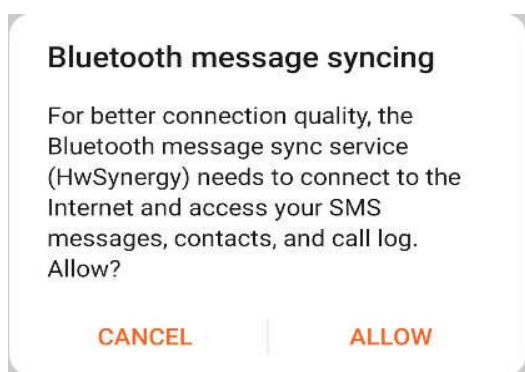 Bluetooth message syncing
For better connection quality, the
Bluetooth message sync service
(HwSynergy) needs to connect to the
Internet and access your SMS
messages, contacts, and call log.
Allow?
CANCEL
ALLOW